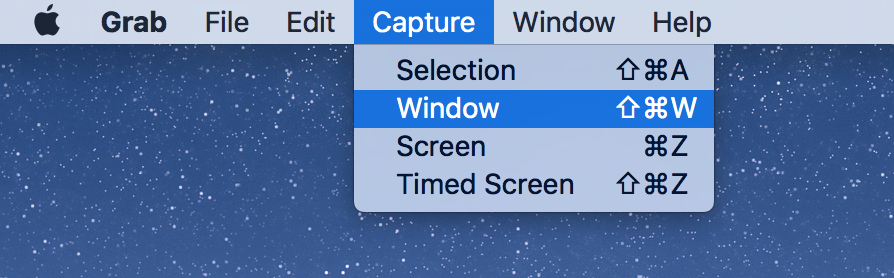 Grab File Edit Capture Window Help
Selection ⇧⌘A
Window ⇧⌘W
Screen ⌘Z
Timed Screen ⇧⌘Z